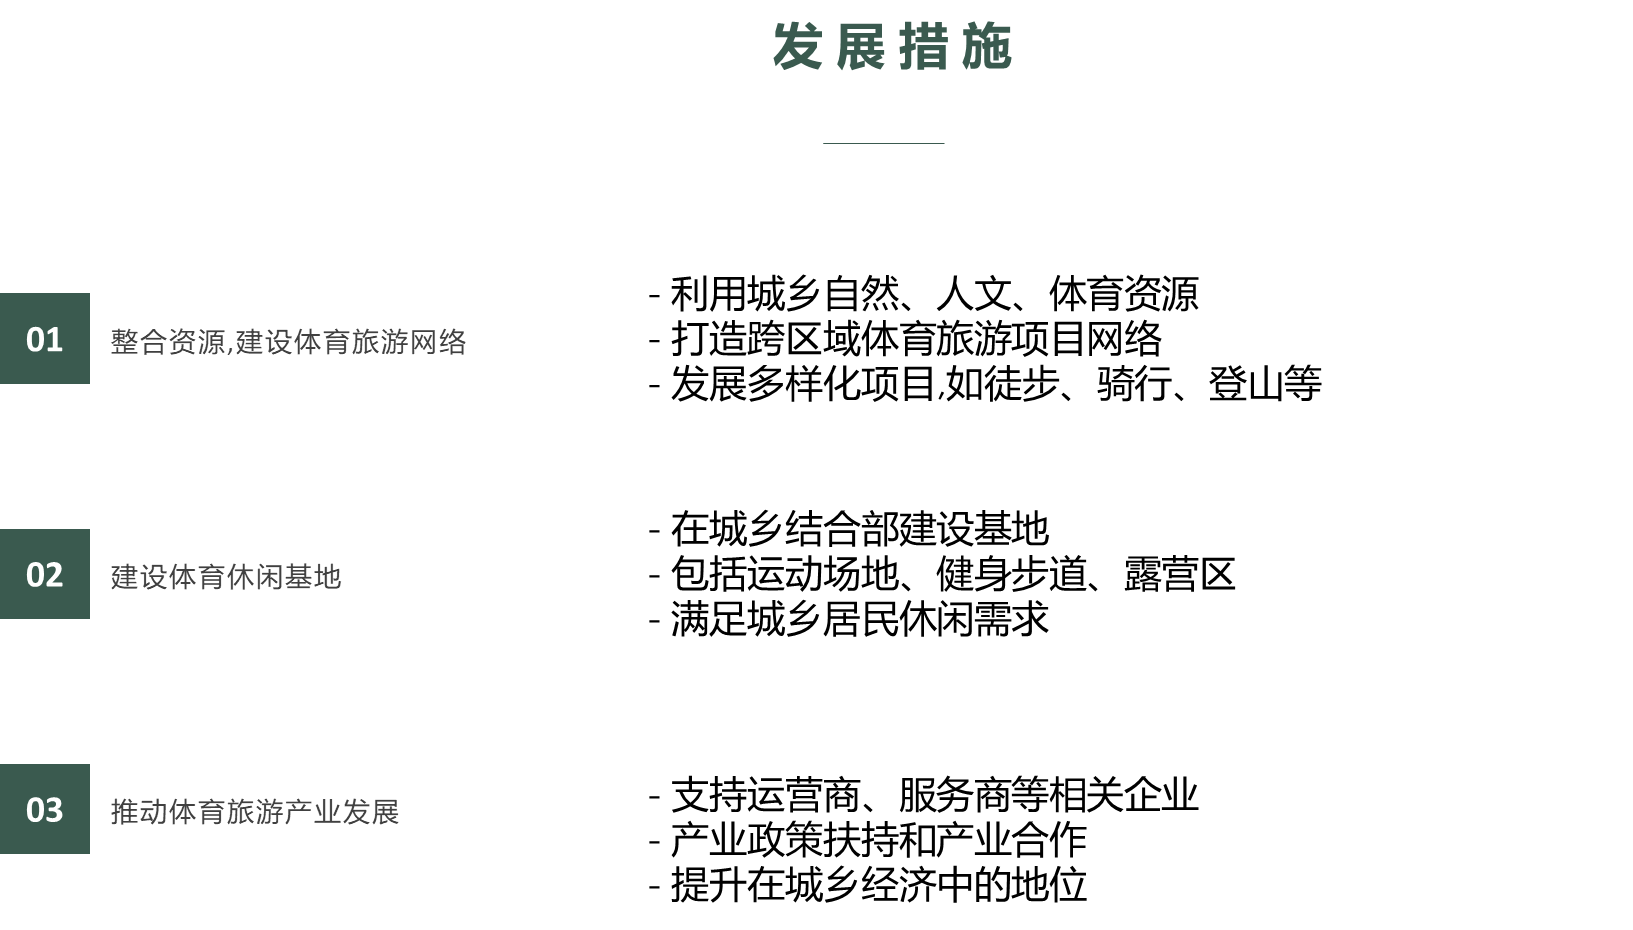 发展措施
01
整合资源,建设体育旅游网络
- 利用城乡自然、人文、体育资源
- 打造跨区域体育旅游项目网络
- 发展多样化项目,如徒步、骑行、登山等
02
建设体育休闲基地
- 在城乡结合部建设基地
- 包括运动场地、健身步道、露营区
- 满足城乡居民休闲需求
03
推动体育旅游产业发展
- 支持运营商、服务商等相关企业
- 产业政策扶持和产业合作
- 提升在城乡经济中的地位